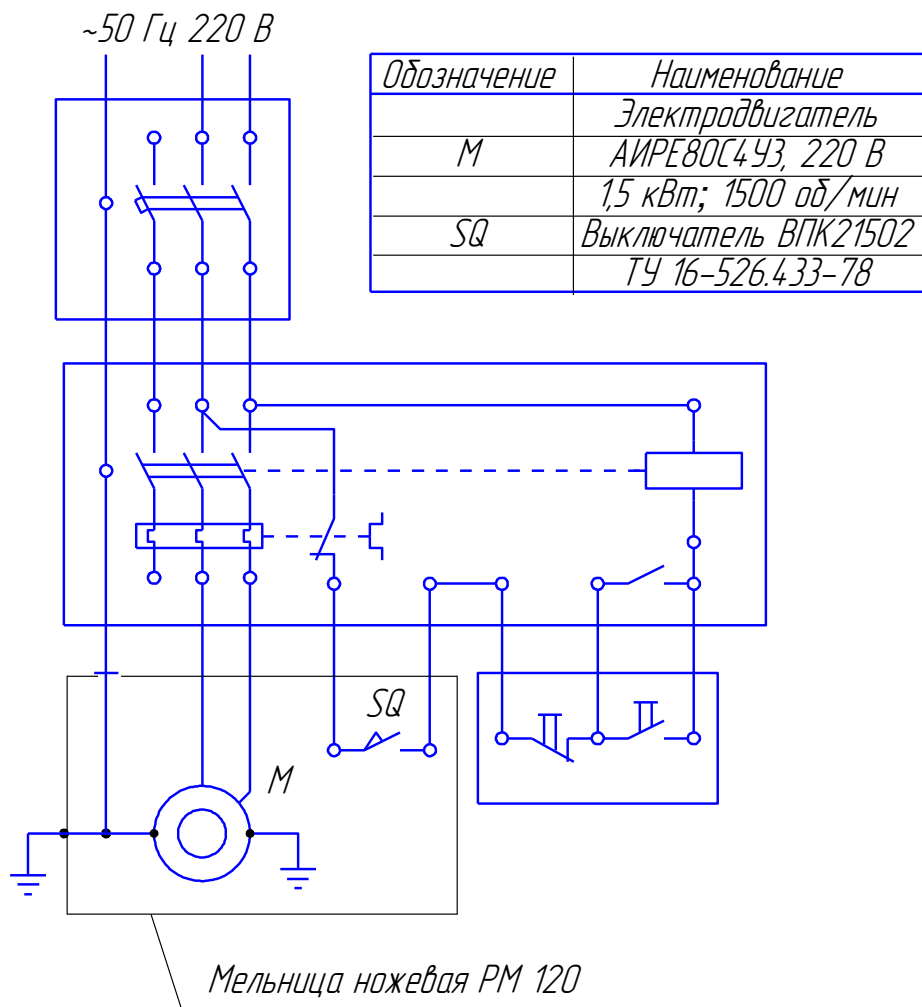 ~50 Гц 220 В
Обозначение Наименование
Электродвигатель
М АИРЕ80С4У3, 220 В
1,5 кВт; 1500 об/мин
SQ Выключатель ВПК21502
ТУ 16-526.433-78
SQ
М
Мельница ножевая РМ 120